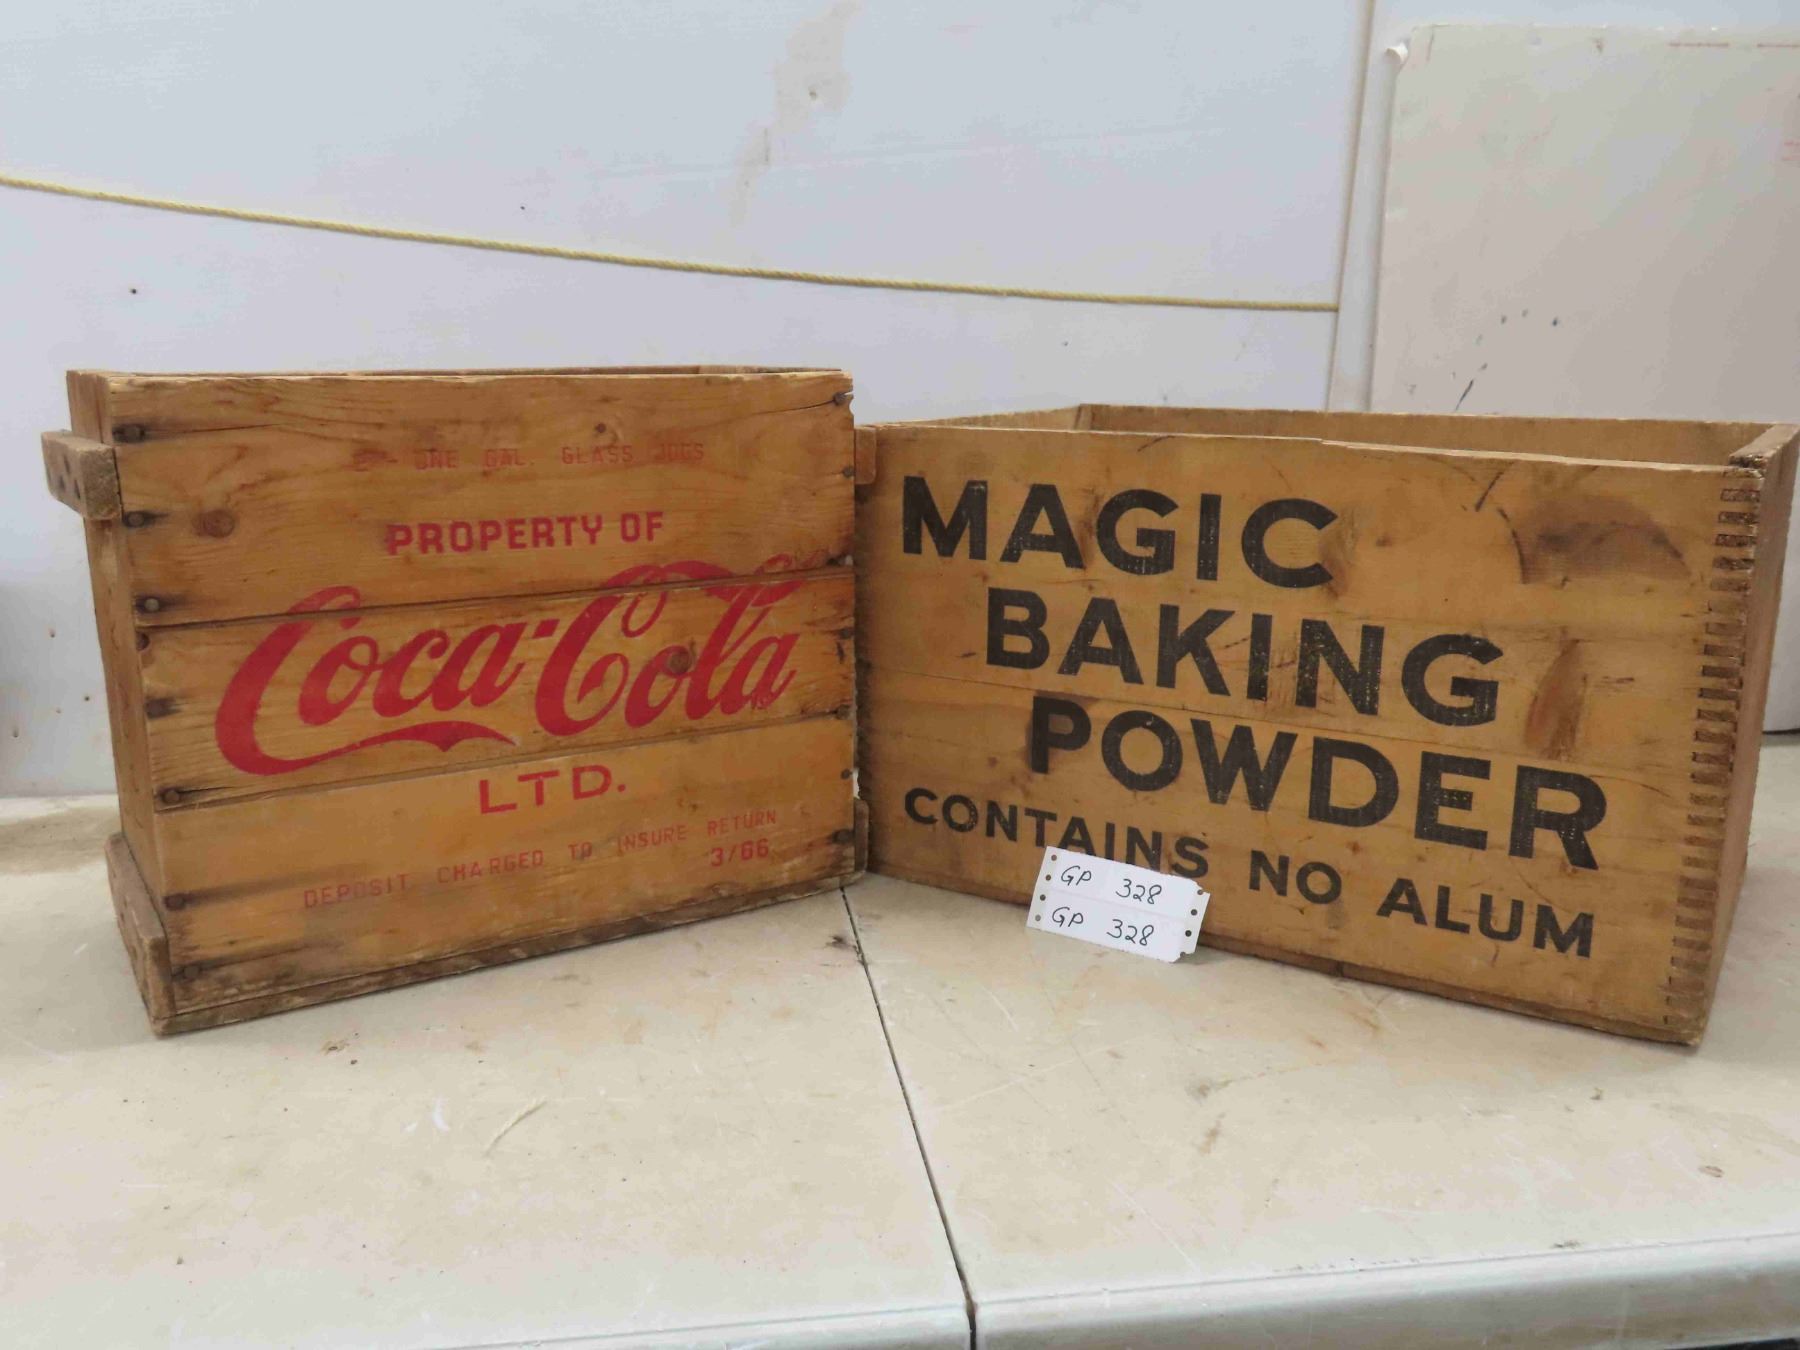 ONE GAL. GLASS JUGS
PROPERTY OF
Coca-Cola
LTD.
DEPOSIT CHARGED TO INSURE RETURN
3/66
MAGIC
BAKING
POWDER
CONTAINS NO ALUM
GP 328
GP 328